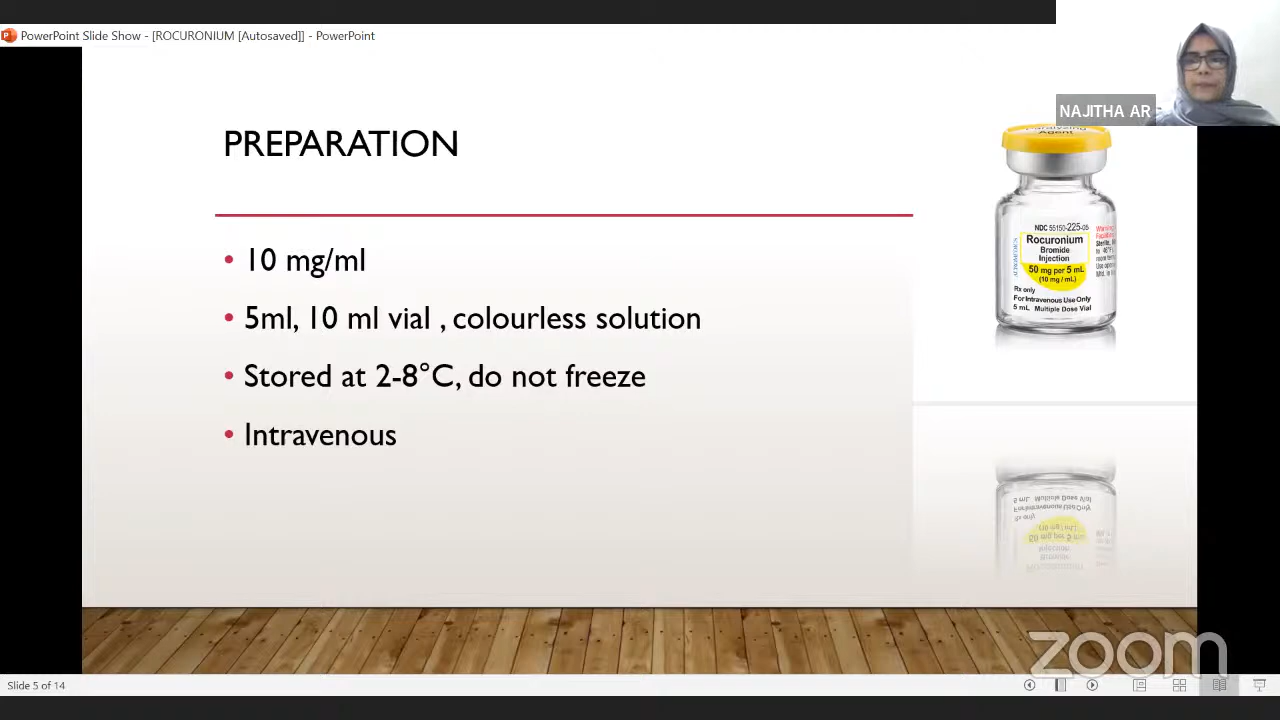 PowerPoint Slide Show - [ROCURONIUM [Autosaved]] - PowerPoint
NAJITHA AR
PREPARATION
• 10 mg/ml
• 5ml, 10 ml vial , colourless solution
• Stored at 2-8°C, do not freeze
• Intravenous
Paralyzing
Agent
NDC 55150-225-05
Rocuronium
Bromide
Injection
50 mg per 5 mL
(10 mg / mL)
Rx only
For Intravenous Use Only
5 mL Multiple Dose Vial
zoom
Slide 5 of 14